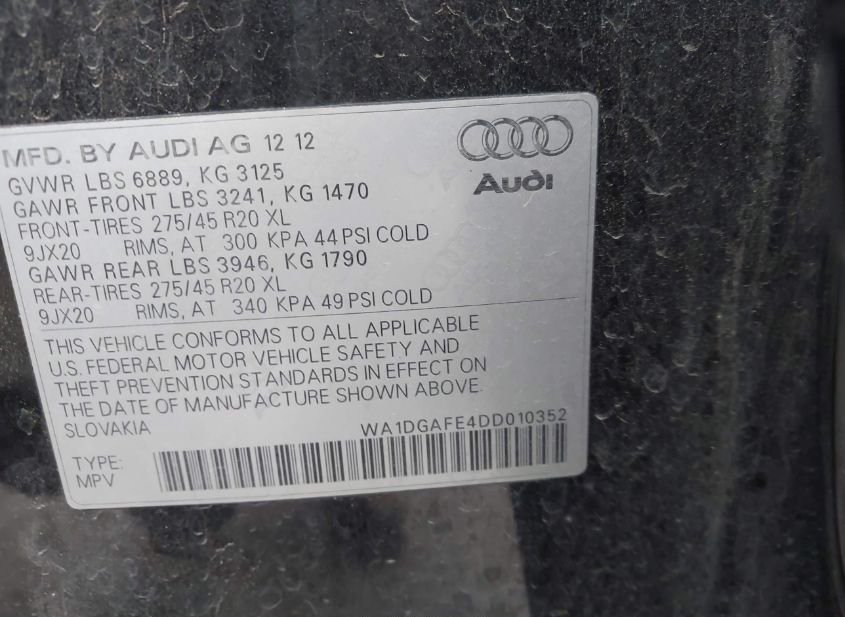 MFD. BY AUDI AG 12 12
Audi
GVWR LBS 6889, KG 3125
GAWR FRONT LBS 3241, KG 1470
FRONT-TIRES 275/45 R20 XL
9JX20 RIMS, AT 300 KPA 44 PSI COLD
GAWR REAR LBS 3946, KG 1790
REAR-TIRES 275/45 R20 XL
9JX20 RIMS, AT 340 KPA 49 PSI COLD
THIS VEHICLE CONFORMS TO ALL APPLICABLE
U.S. FEDERAL MOTOR VEHICLE SAFETY AND
THEFT PREVENTION STANDARDS IN EFFECT ON
THE DATE OF MANUFACTURE SHOWN ABOVE.
SLOVAKIA WA1DGAFE4DD010352
TYPE:
MPV